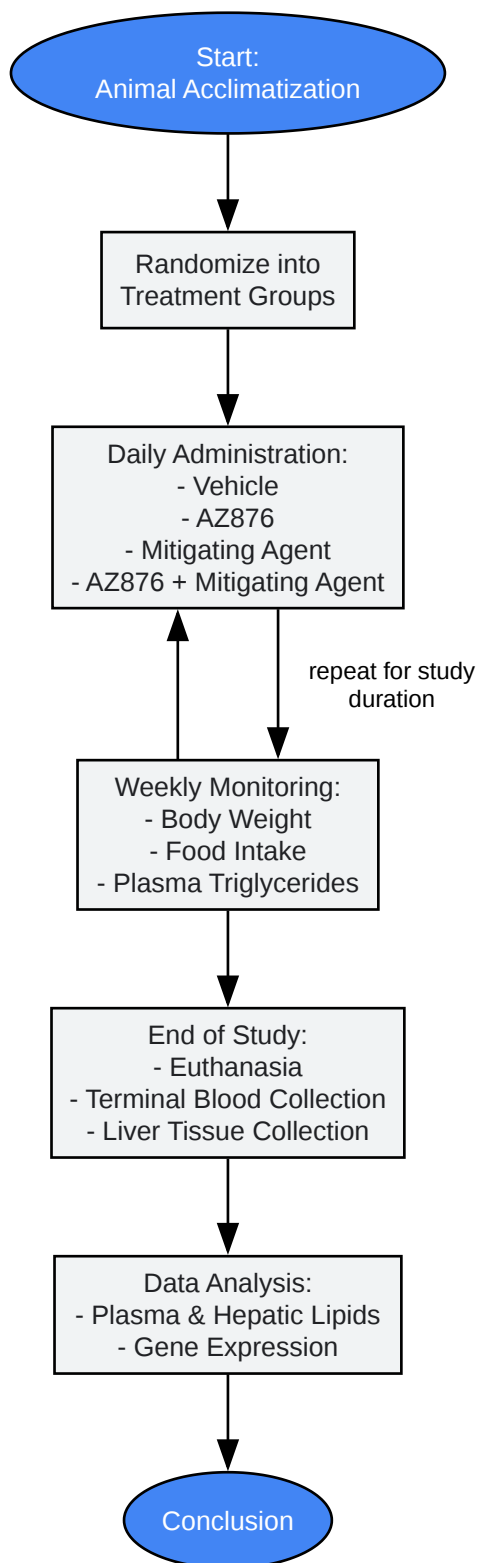 Start:
Animal Acclimatization
Randomize into
Treatment Groups
Daily Administration:
- Vehicle
- AZ876
- Mitigating Agent
- AZ876 + Mitigating Agent
repeat for study
duration
Weekly Monitoring:
- Body Weight
- Food Intake
- Plasma Triglycerides
End of Study:
- Euthanasia
- Terminal Blood Collection
- Liver Tissue Collection
Data Analysis:
- Plasma & Hepatic Lipids
- Gene Expression
Conclusion